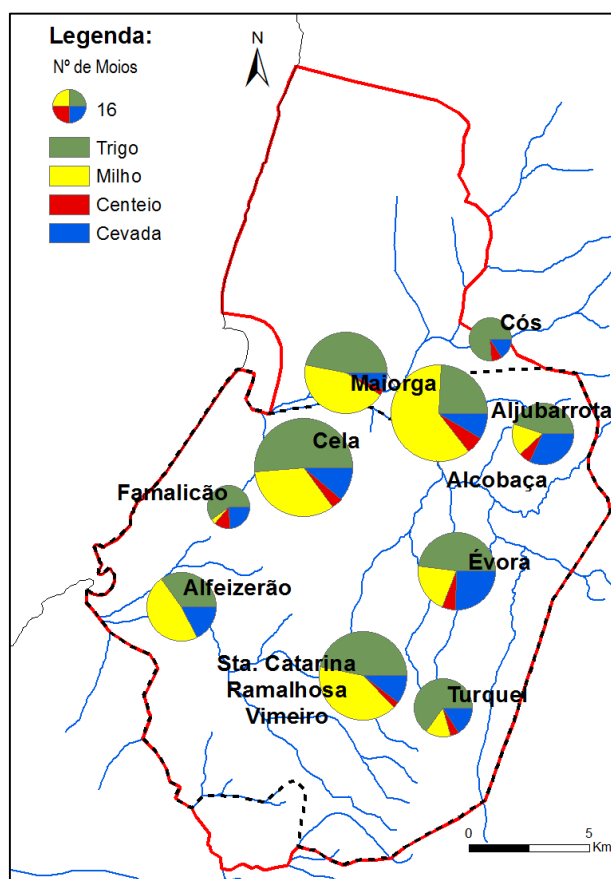 Legenda:
Nº de Moios
16
Trigo
Milho
Centeio
Cevada
N
Cós
Maiorga
Aljubarrota
Cela
Alcobaça
Famalicão
Évora
Alfeizerão
Sta. Catarina
Ramalhosa
Vimeiro
Turquel
0 5
Km